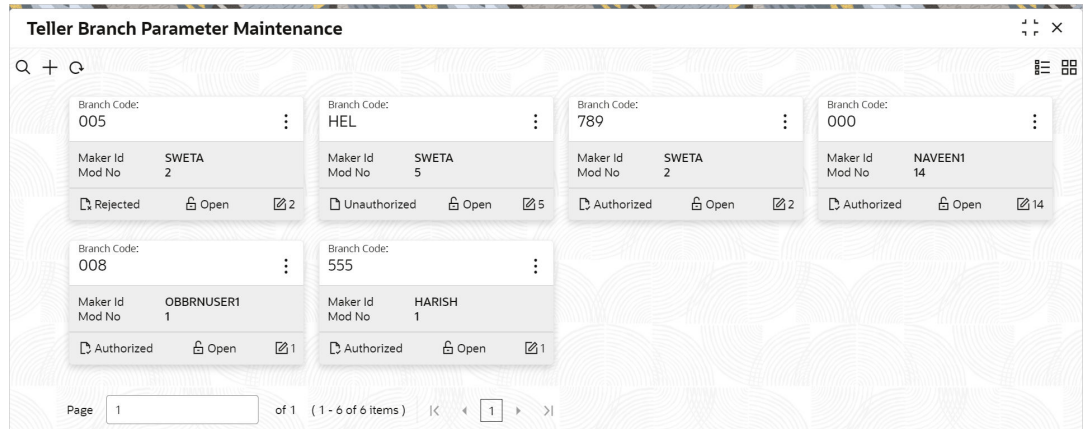 Teller Branch Parameter Maintenance
Branch Code:
005
Maker Id SWETA
Mod No 2
Rejected Open 2
Branch Code:
HEL
Maker Id SWETA
Mod No 5
Unauthorized Open 5
Branch Code:
789
Maker Id SWETA
Mod No 2
Authorized Open 2
Branch Code:
000
Maker Id NAVEEN1
Mod No 14
Authorized Open 14
Branch Code:
008
Maker Id OBBRNUSER1
Mod No 1
Authorized Open 1
Branch Code:
555
Maker Id HARISH
Mod No 1
Authorized Open 1
Page 1 of 1 (1 - 6 of 6 items) 1